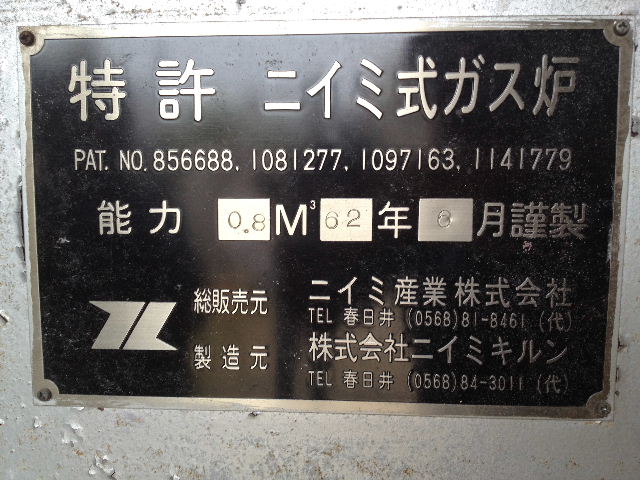 特許 ニイミ式ガス炉
PAT. NO. 856688, 1081277, 1097163, 1141779
能力 0.8 M³ 62年 6月謹製
総販売元 ニイミ産業株式会社
TEL 春日井 (0568)81-8461 (代)
製造元 株式会社ニイミキルン
TEL 春日井 (0568)84-3011 (代)